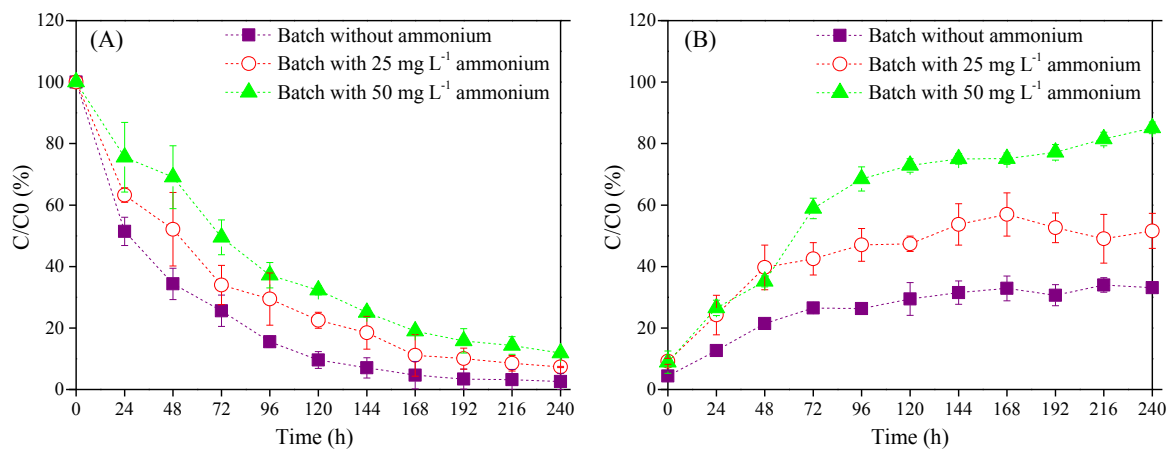 (A)
Batch without ammonium
Batch with 25 mg L⁻¹ ammonium
Batch with 50 mg L⁻¹ ammonium
C/C0 (%)
120
100
80
60
40
20
0
0 24 48 72 96 120 144 168 192 216 240
Time (h)
(B)
Batch without ammonium
Batch with 25 mg L⁻¹ ammonium
Batch with 50 mg L⁻¹ ammonium
C/C0 (%)
120
100
80
60
40
20
0
0 24 48 72 96 120 144 168 192 216 240
Time (h)